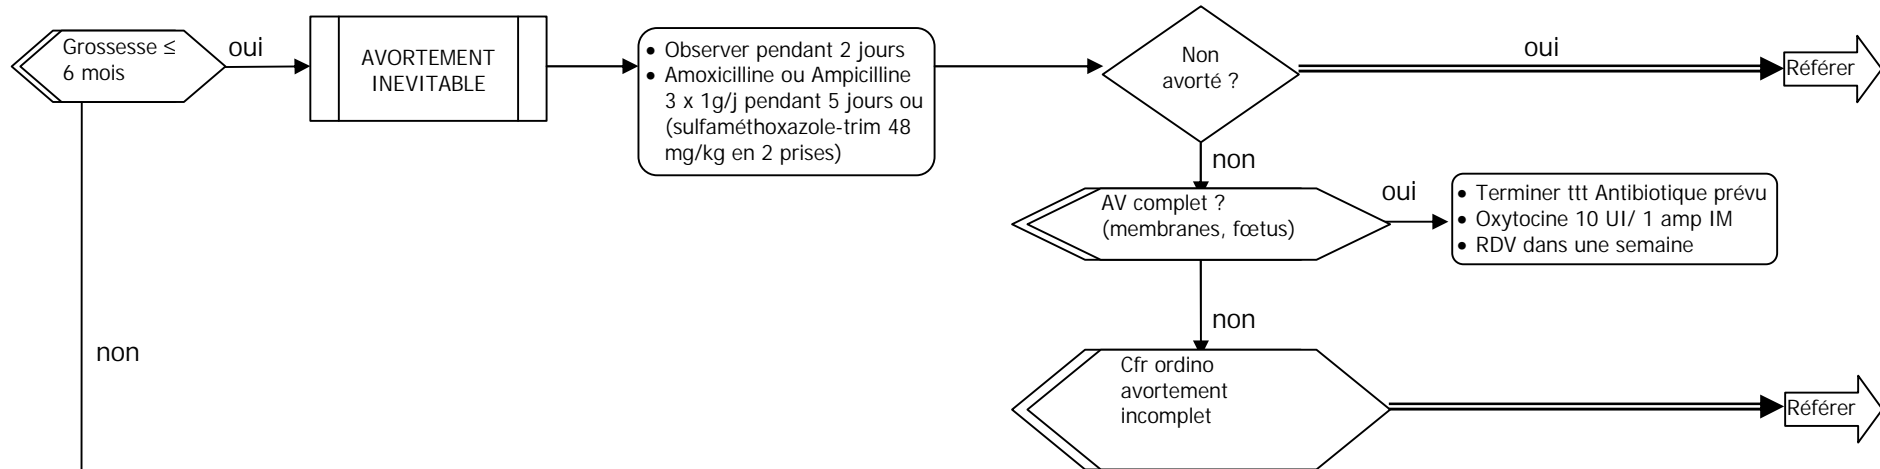 Grossesse ≤
6 mois
oui
AVORTEMENT
INEVITABLE
• Observer pendant 2 jours
• Amoxicilline ou Ampicilline
3 x 1g/j pendant 5 jours ou
(sulfaméthoxazole-trim 48
mg/kg en 2 prises)
Non
avorté ?
oui
Référer
non
AV complet ?
(membranes, fœtus)
oui
• Terminer ttt Antibiotique prévu
• Oxytocine 10 UI/ 1 amp IM
• RDV dans une semaine
non
non
Cfr ordino
avortement
incomplet
Référer